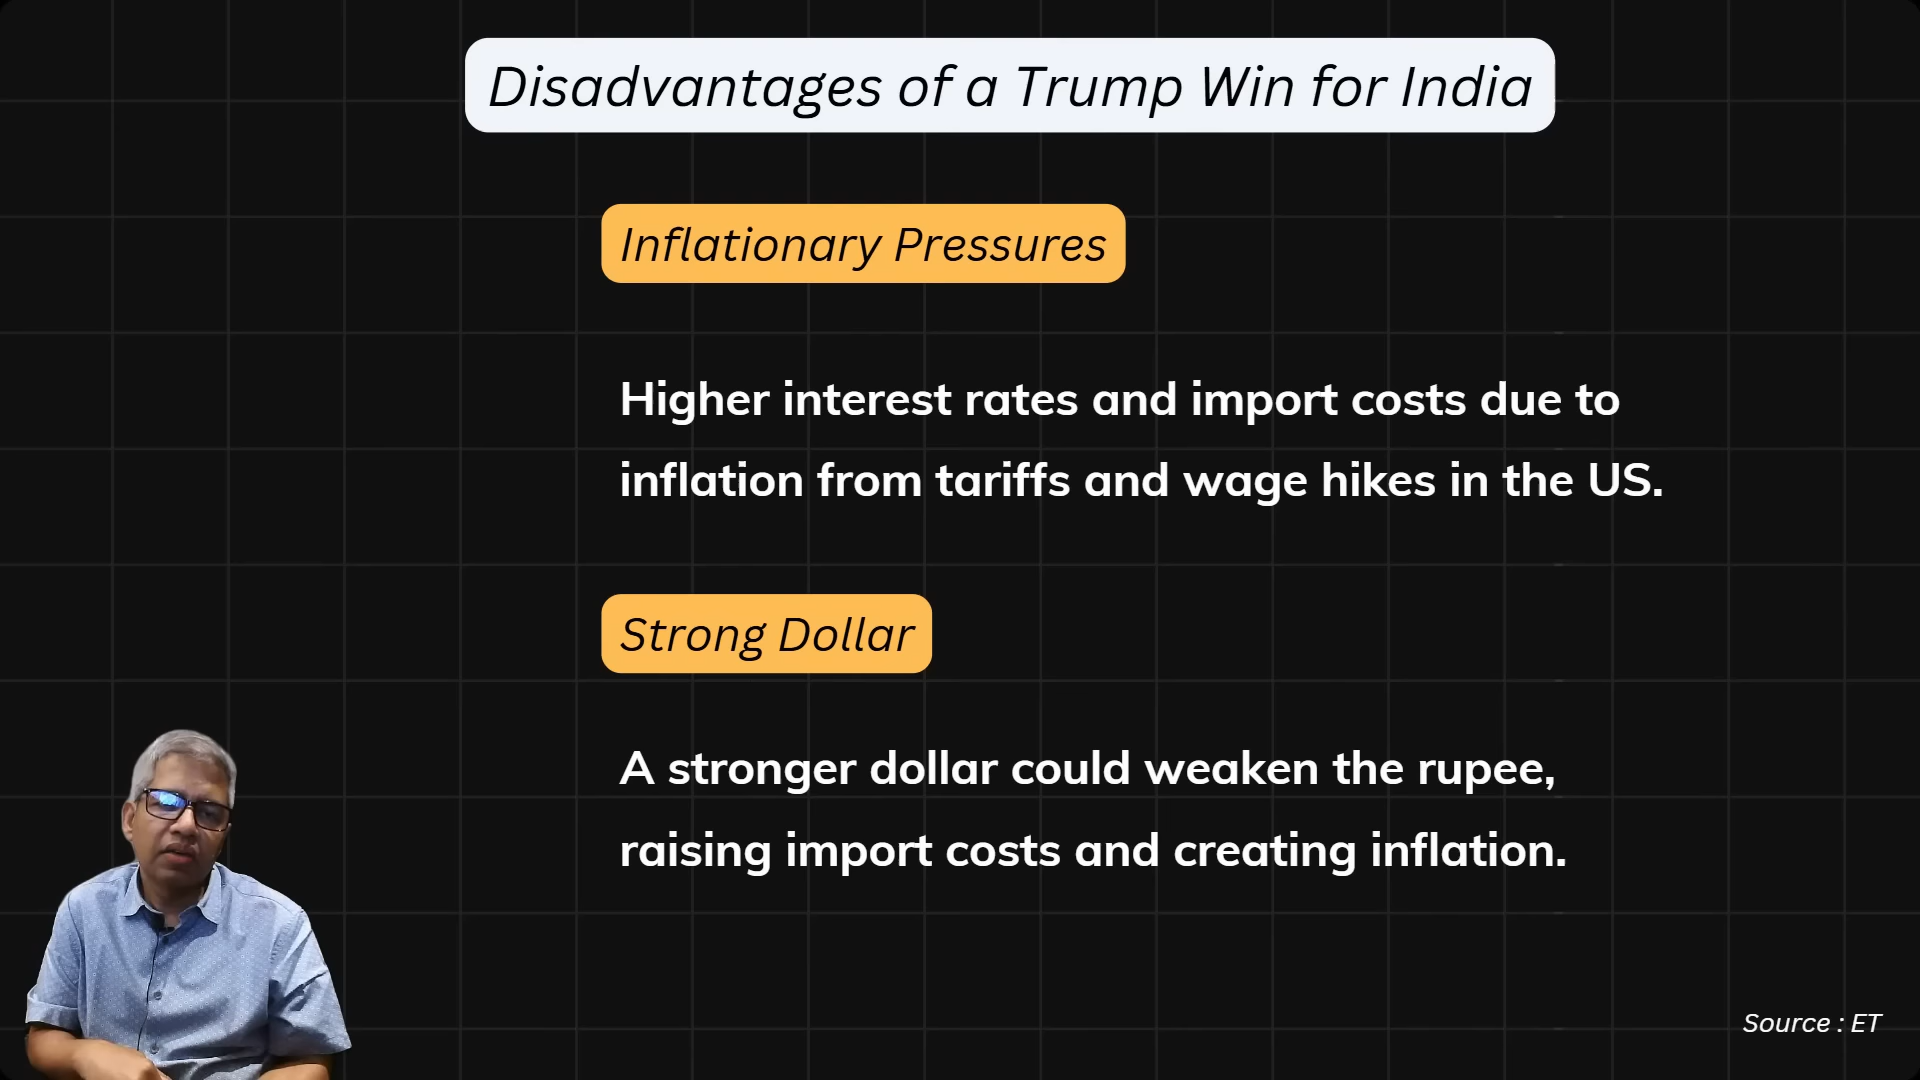 Disadvantages of a Trump Win for India
Inflationary Pressures
Higher interest rates and import costs due to
inflation from tariffs and wage hikes in the US.
Strong Dollar
A stronger dollar could weaken the rupee,
raising import costs and creating inflation.
Source : ET